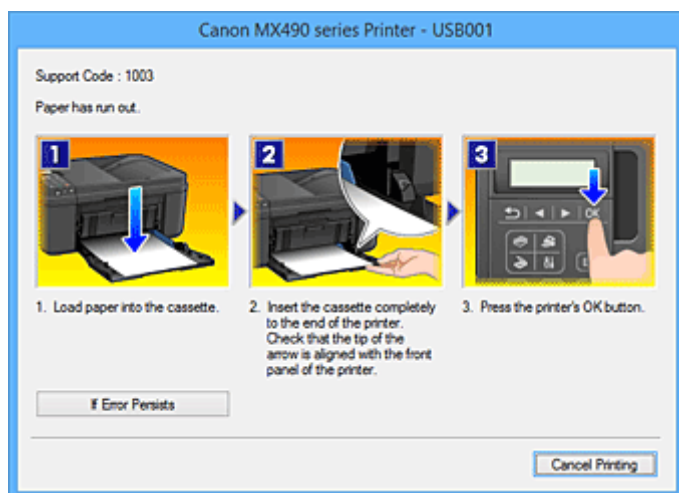 Canon MX490 series Printer - USB001
Support Code : 1003
Paper has run out.
1
2
3
OK
1. Load paper into the cassette.
2. Insert the cassette completely
to the end of the printer.
Check that the tip of the
arrow is aligned with the front
panel of the printer.
3. Press the printer's OK button.
If Error Persists
Cancel Printing